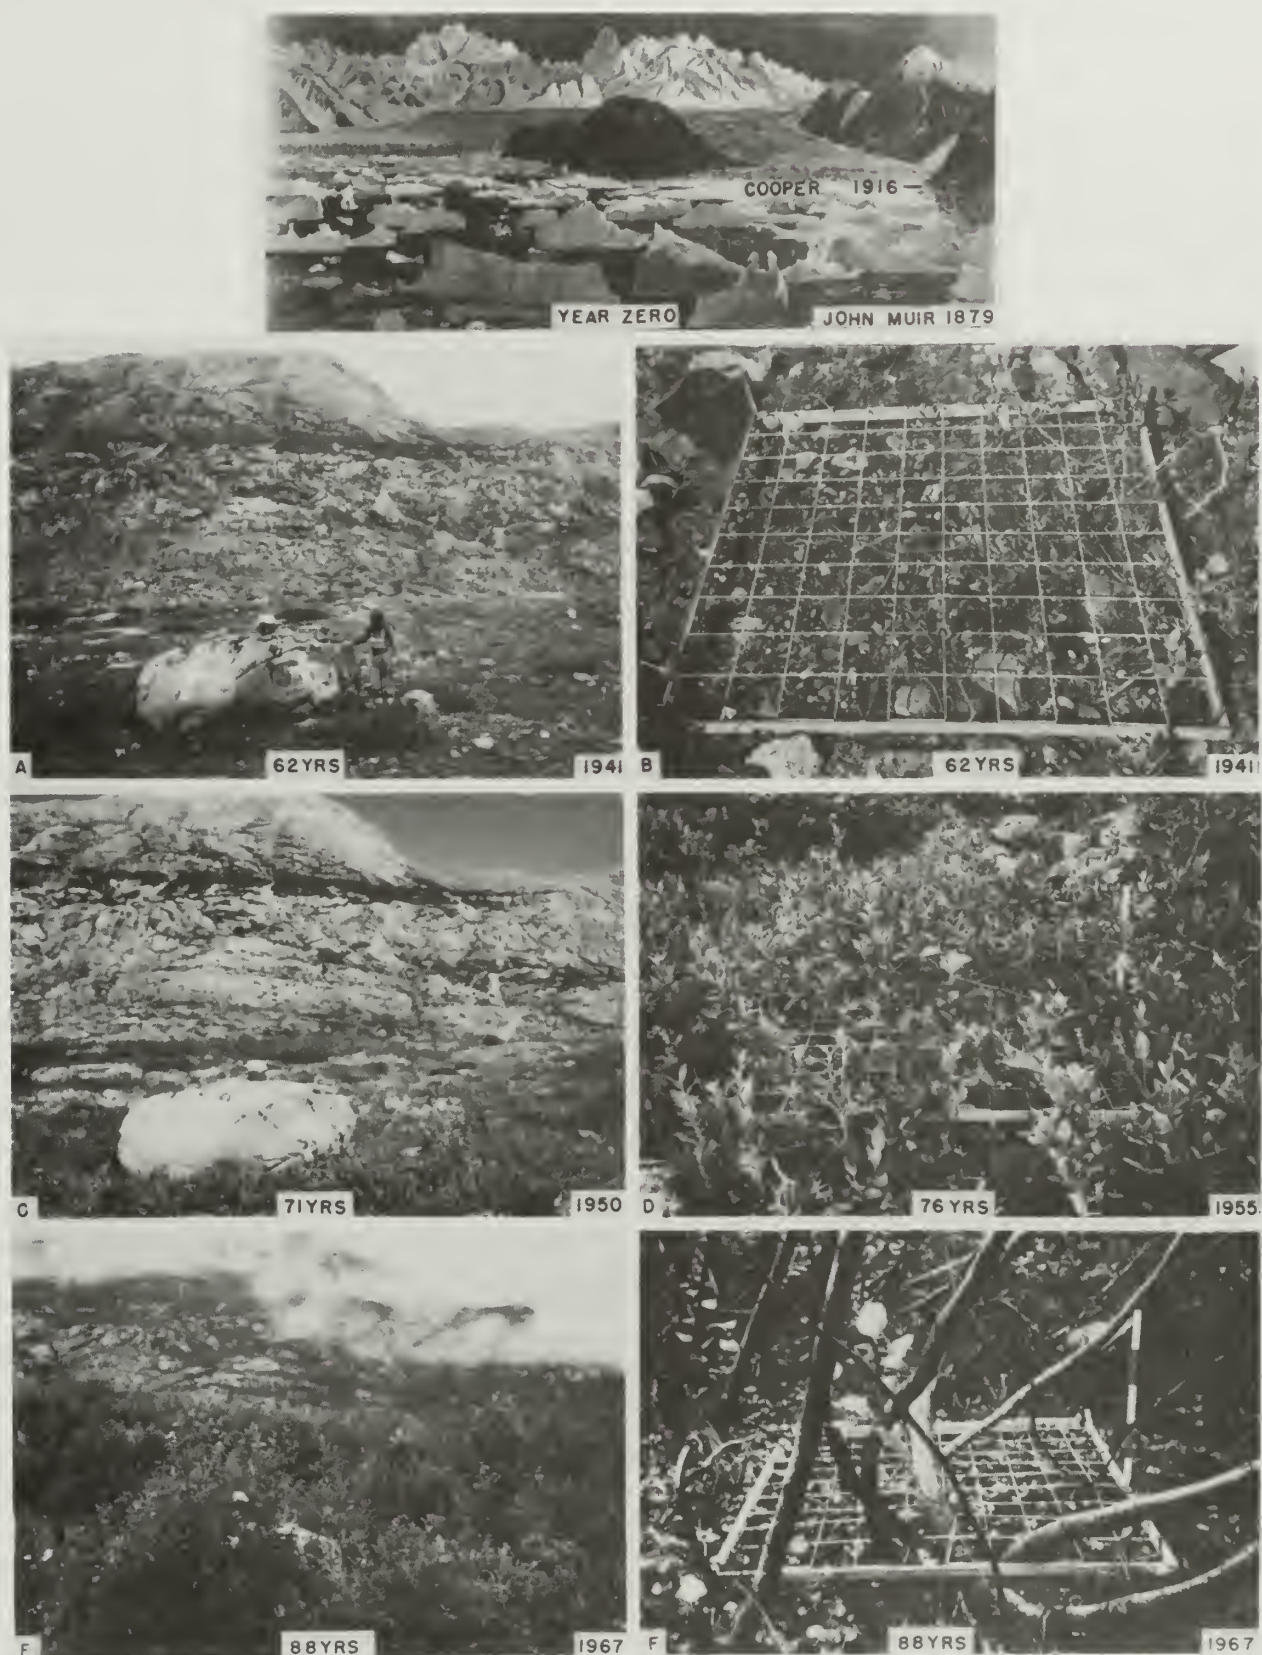 COOPER 1916
YEAR ZERO JOHN MUIR 1879
A 62YRS 1941
B 62YRS 1941
C 71YRS 1950
D 76YRS 1955
E 88YRS 1967
F 88YRS 1967